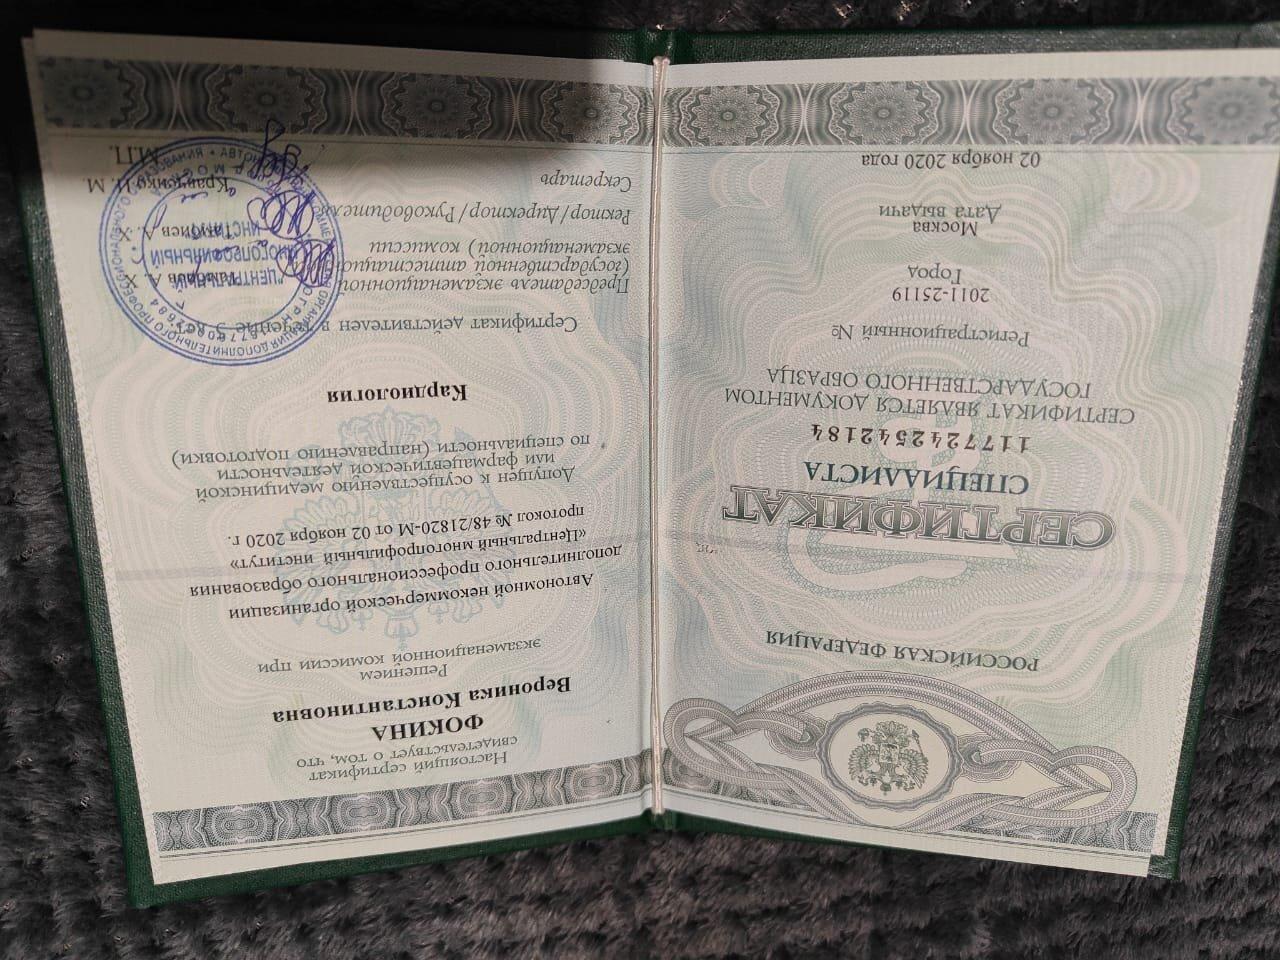 РОССИЙСКАЯ ФЕДЕРАЦИЯ
СЕРТИФИКАТ
СПЕЦИАЛИСТА
1177242542184
СЕРТИФИКАТ ЯВЛЯЕТСЯ ДОКУМЕНТОМ
ГОСУДАРСТВЕННОГО ОБРАЗЦА
Регистрационный №
2011-25119
Город
Москва
Дата выдачи
02 ноября 2020 года
Настоящий сертификат
свидетельствует о том, что
ФОКИНА
Вероника Константиновна
Решением
экзаменационной комиссии при
Автономной некоммерческой организации
дополнительного профессионального образования
«Центральный многопрофильный институт»
протокол № 48/21820-М от 02 ноября 2020 г.
Допущен к осуществлению медицинской
или фармацевтической деятельности
по специальности (направлению подготовки)
Кардиология
Сертификат действителен в течение 5 лет.
Председатель экзаменационной
(государственной аттестационной
экзаменационной) комиссии
Ректор/Директор/Руководитель
Секретарь
Кравченко И. М.
М.П.
"ЦЕНТРАЛЬНЫЙ
МНОГОПРОФИЛЬНЫЙ
ИНСТИТУТ"